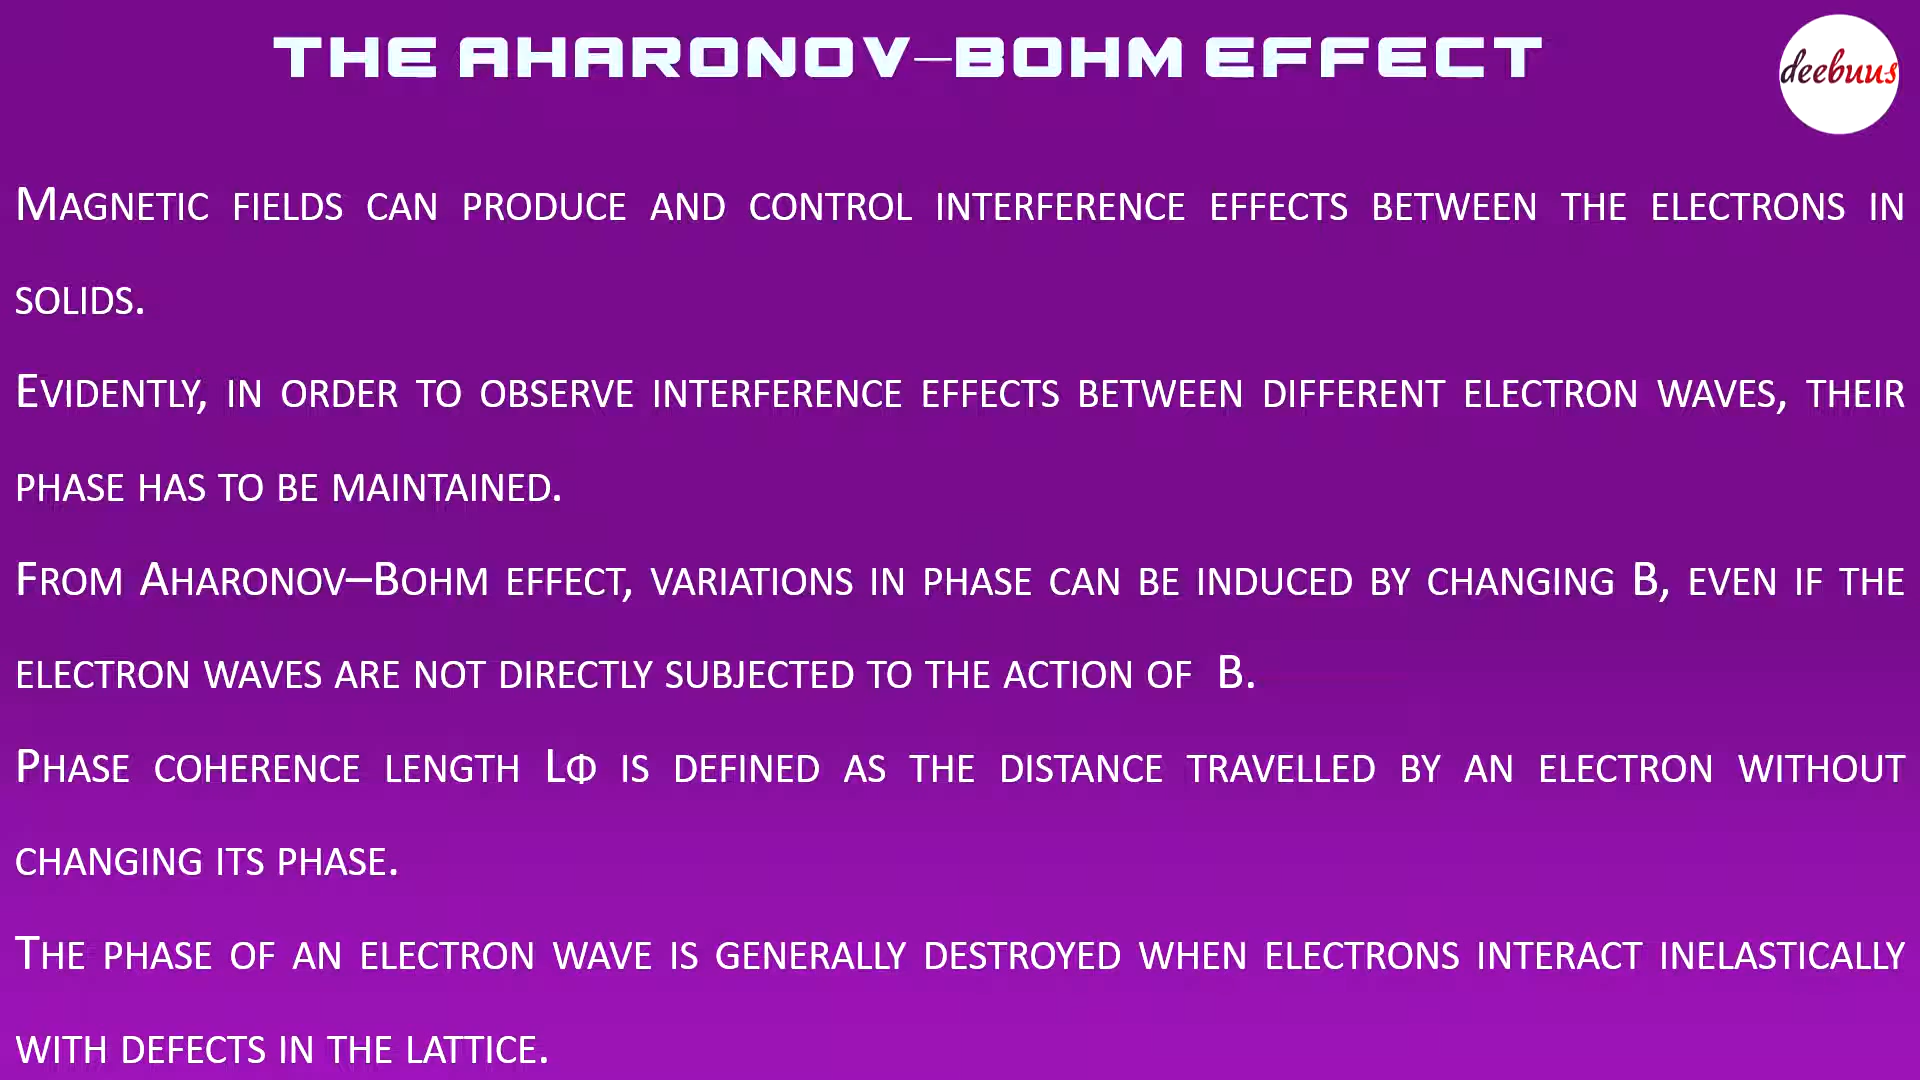 THE AHARONOV–BOHM EFFECT
deebuus
MAGNETIC FIELDS CAN PRODUCE AND CONTROL INTERFERENCE EFFECTS BETWEEN THE ELECTRONS IN
SOLIDS.
EVIDENTLY, IN ORDER TO OBSERVE INTERFERENCE EFFECTS BETWEEN DIFFERENT ELECTRON WAVES, THEIR
PHASE HAS TO BE MAINTAINED.
FROM AHARONOV–BOHM EFFECT, VARIATIONS IN PHASE CAN BE INDUCED BY CHANGING B, EVEN IF THE
ELECTRON WAVES ARE NOT DIRECTLY SUBJECTED TO THE ACTION OF B.
PHASE COHERENCE LENGTH LΦ IS DEFINED AS THE DISTANCE TRAVELLED BY AN ELECTRON WITHOUT
CHANGING ITS PHASE.
THE PHASE OF AN ELECTRON WAVE IS GENERALLY DESTROYED WHEN ELECTRONS INTERACT INELASTICALLY
WITH DEFECTS IN THE LATTICE.